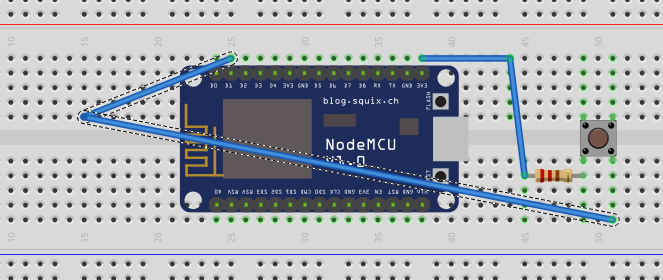 10 15 20 25 30 35 40 45 50
D0 D1 D2 D3 D4 3V3 GND D5 D6 D7 D8 RX TX GND 3V3
blog.squix.ch
FLASH
NodeMCU
V1.0
A0 RSV RSV SD3 SD2 SD1 CMD SD0 CLK GND 3V3 EN RST GND Vin
10 15 20 25 30 35 40 45 50